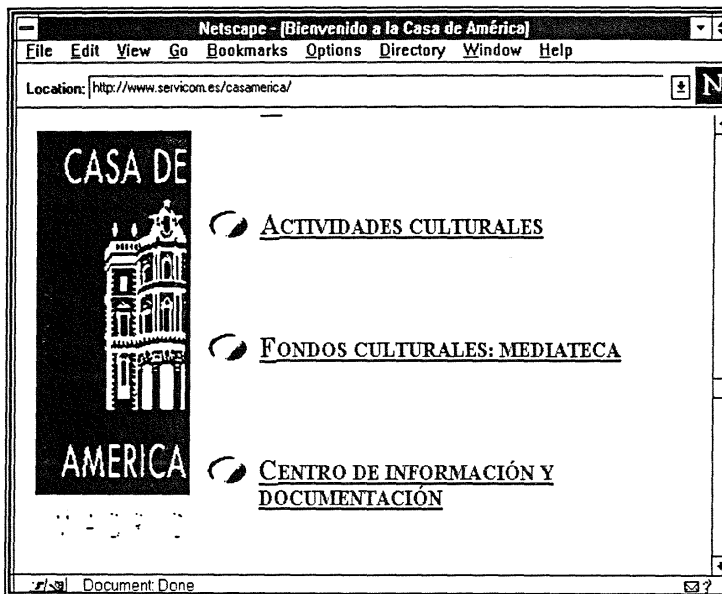 Netscape - [Bienvenido a la Casa de América]
File Edit View Go Bookmarks Options Directory Window Help
Location: http://www.servicom.es/casamerica/
N
CASA DE
AMERICA
ACTIVIDADES CULTURALES
FONDOS CULTURALES: MEDIATECA
CENTRO DE INFORMACIÓN Y
DOCUMENTACIÓN
Document: Done
?